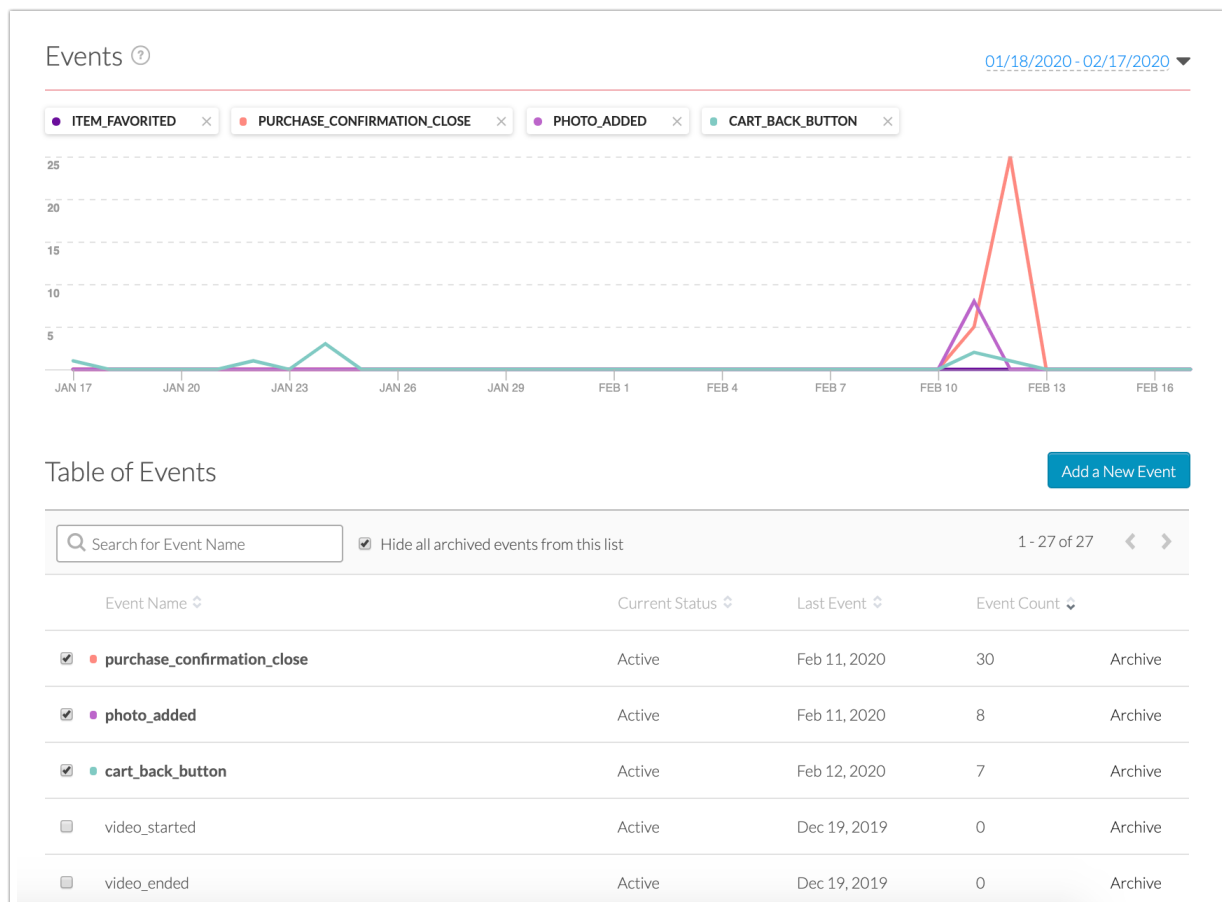 Events ?
01/18/2020 - 02/17/2020
ITEM_FAVORITED × PURCHASE_CONFIRMATION_CLOSE × PHOTO_ADDED × CART_BACK_BUTTON ×
25
20
15
10
5
JAN 17 JAN 20 JAN 23 JAN 26 JAN 29 FEB 1 FEB 4 FEB 7 FEB 10 FEB 13 FEB 16
Table of Events
Add a New Event
Search for Event Name Hide all archived events from this list 1 - 27 of 27
Event Name Current Status Last Event Event Count
purchase_confirmation_close Active Feb 11, 2020 30 Archive
photo_added Active Feb 11, 2020 8 Archive
cart_back_button Active Feb 12, 2020 7 Archive
video_started Active Dec 19, 2019 0 Archive
video_ended Active Dec 19, 2019 0 Archive